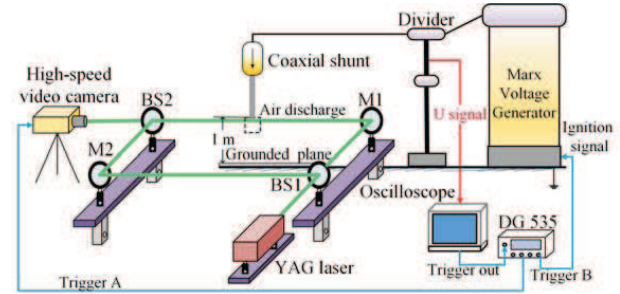 Divider
Coaxial shunt
High-speed
video camera
BS2
M1
Marx
Voltage
Generator
Air discharge
U signal
Ignition
signal
1 m
M2
Grounded plane
BS1
Oscilloscope
DG 535
YAG laser
Trigger out
Trigger B
Trigger A